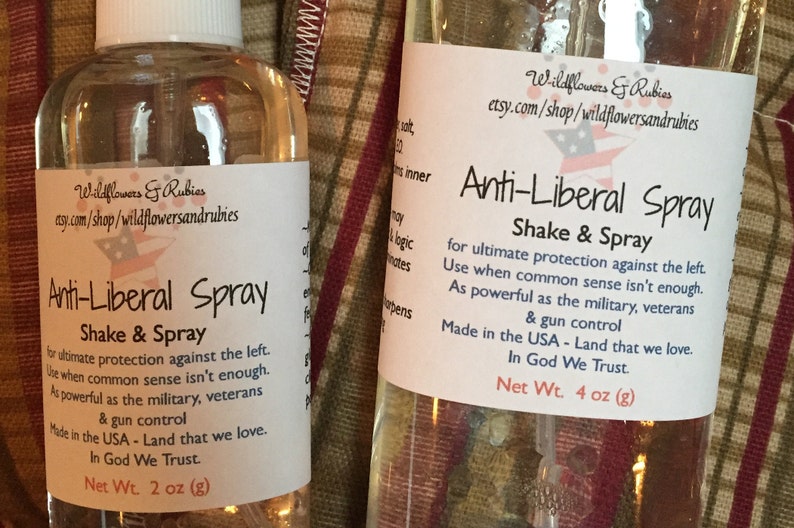 Wildflowers & Rubies
etsy.com/shop/wildflowersandrubies
Anti-Liberal Spray
Shake & Spray
for ultimate protection against the left.
Use when common sense isn't enough.
As powerful as the military, veterans
& gun control
Made in the USA - Land that we love.
In God We Trust.
Net Wt. 2 oz (g)
salt,
inner
may
& logic
Wildflowers & Rubies
etsy.com/shop/wildflowersandrubies
Anti-Liberal Spray
Shake & Spray
for ultimate protection against the left.
Use when common sense isn't enough.
As powerful as the military, veterans
& gun control
Made in the USA - Land that we love.
In God We Trust.
Net Wt. 4 oz (g)